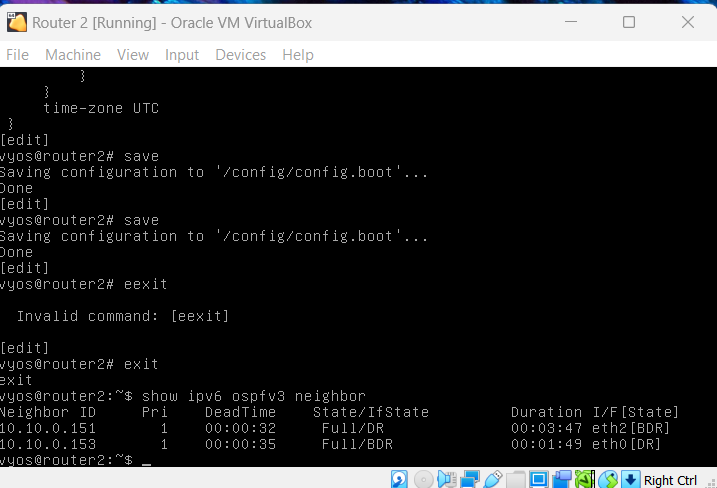 Router 2 [Running] - Oracle VM VirtualBox
File Machine View Input Devices Help
}
}
time-zone UTC
}
[edit]
vyos@router2# save
Saving configuration to '/config/config.boot'...
Done
[edit]
vyos@router2# save
Saving configuration to '/config/config.boot'...
Done
[edit]
vyos@router2# eexit
Invalid command: [eexit]
[edit]
vyos@router2# exit
exit
vyos@router2:~$ show ipv6 ospfv3 neighbor
Neighbor ID Pri DeadTime State/IfState Duration I/F[State]
10.10.0.151 1 00:00:32 Full/DR 00:03:47 eth2[BDR]
10.10.0.153 1 00:00:35 Full/BDR 00:01:49 eth0[DR]
vyos@router2:~$ _
Right Ctrl